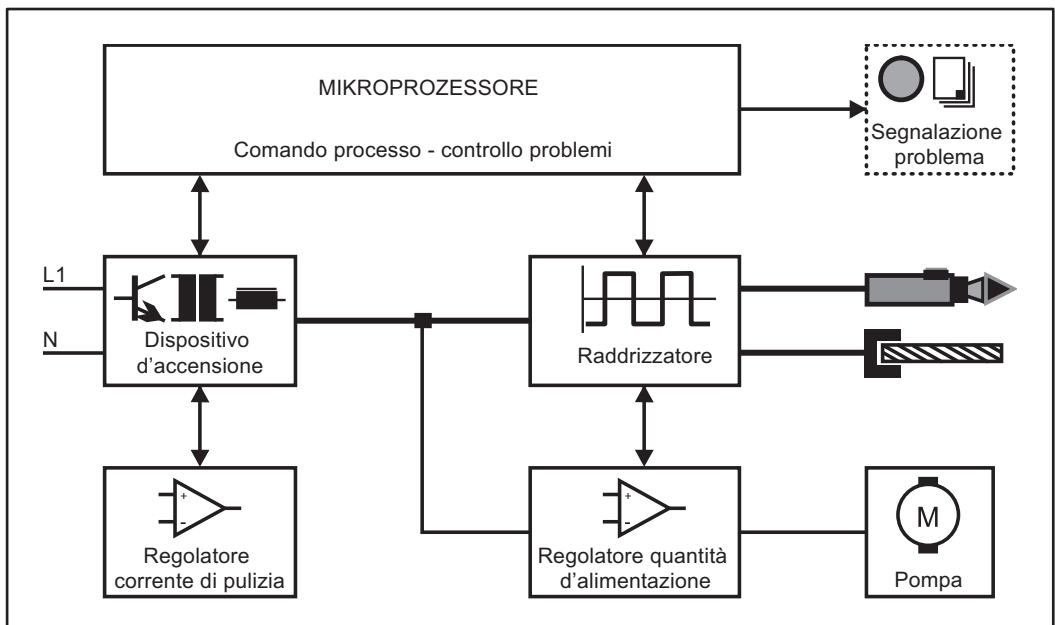 MIKROPROZESSORE
Comando processo - controllo problemi
Segnalazione
problema
L1
N
Dispositivo
d'accensione
Raddrizzatore
+
-
Regolatore
corrente di pulizia
+
-
Regolatore quantità
d'alimentazione
M
Pompa